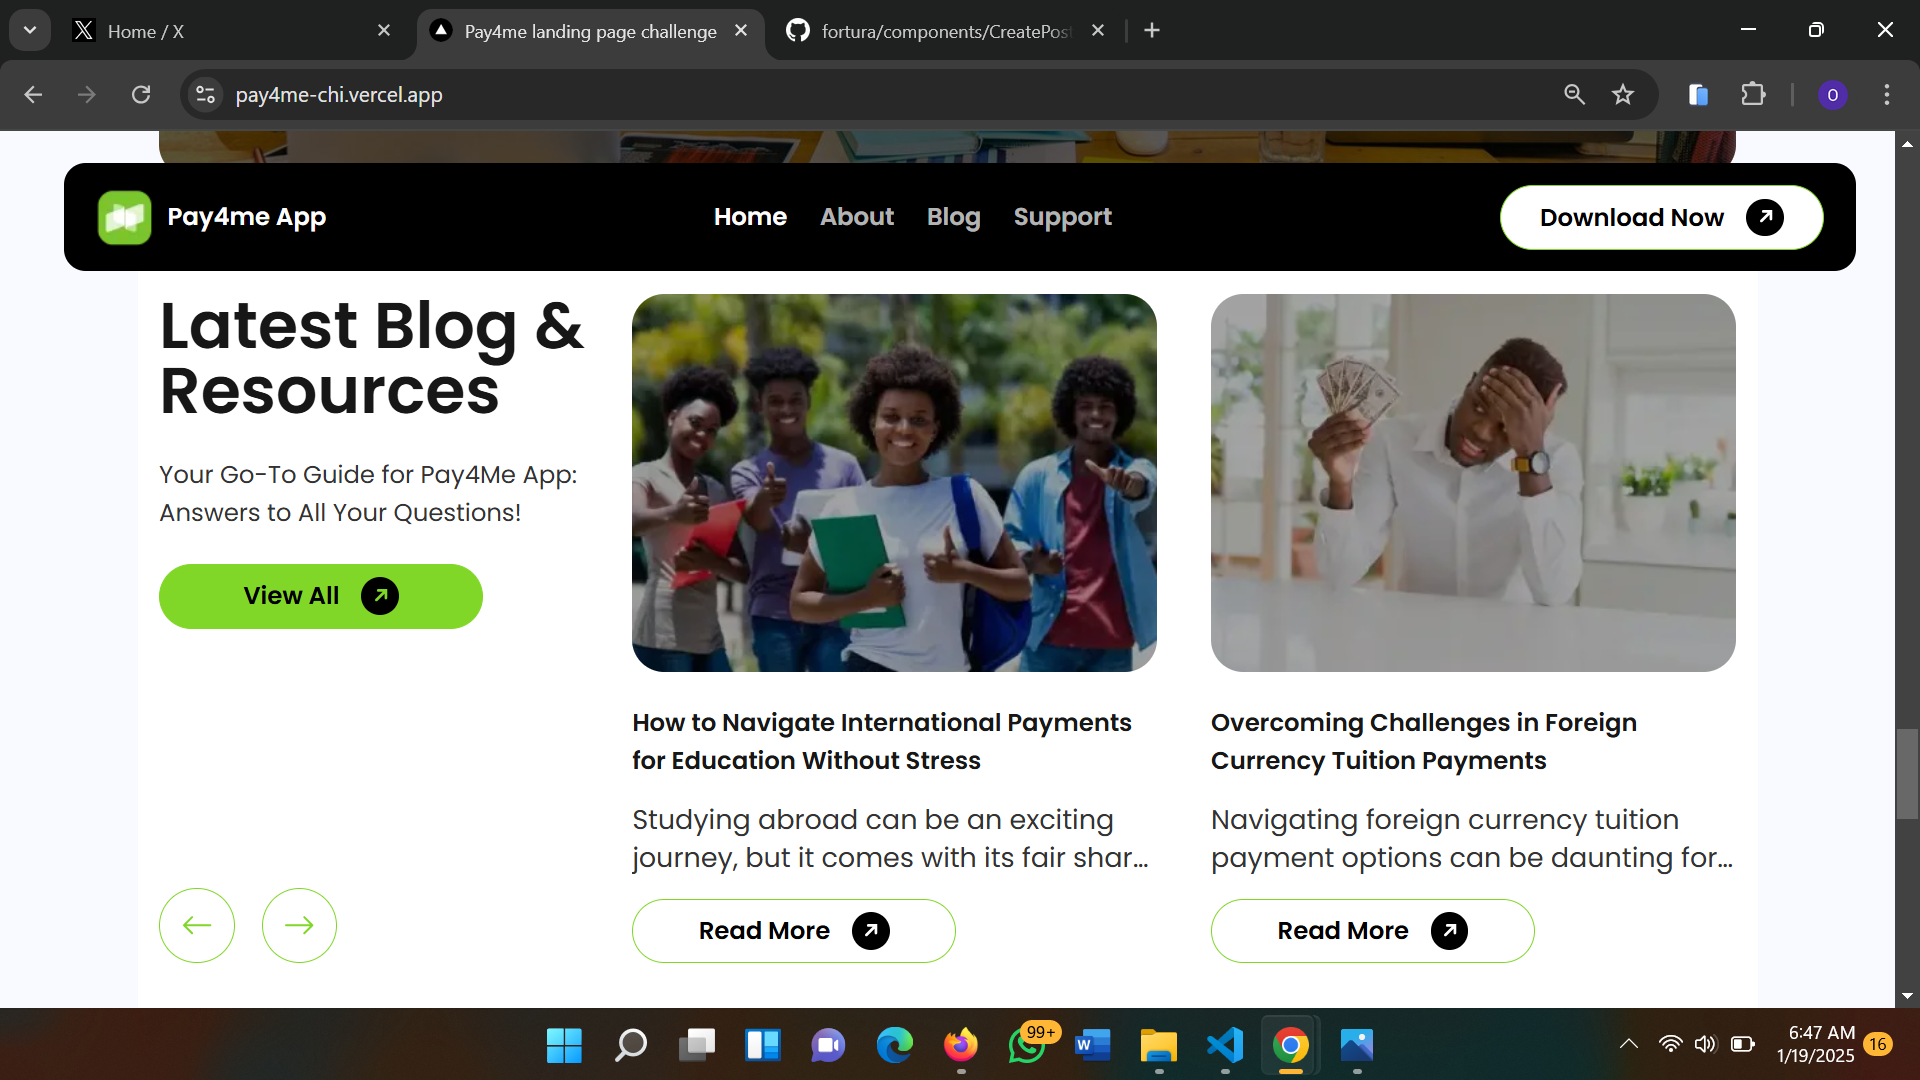 Home / X
Pay4me landing page challenge
fortura/components/CreatePost
pay4me-chi.vercel.app
O
Pay4me App
Home
About
Blog
Support
Download Now
Latest Blog &
Resources
Your Go-To Guide for Pay4Me App:
Answers to All Your Questions!
View All
How to Navigate International Payments
for Education Without Stress
Studying abroad can be an exciting
journey, but it comes with its fair shar...
Read More
Overcoming Challenges in Foreign
Currency Tuition Payments
Navigating foreign currency tuition
payment options can be daunting for...
Read More
99+
W
6:47 AM
1/19/2025
16